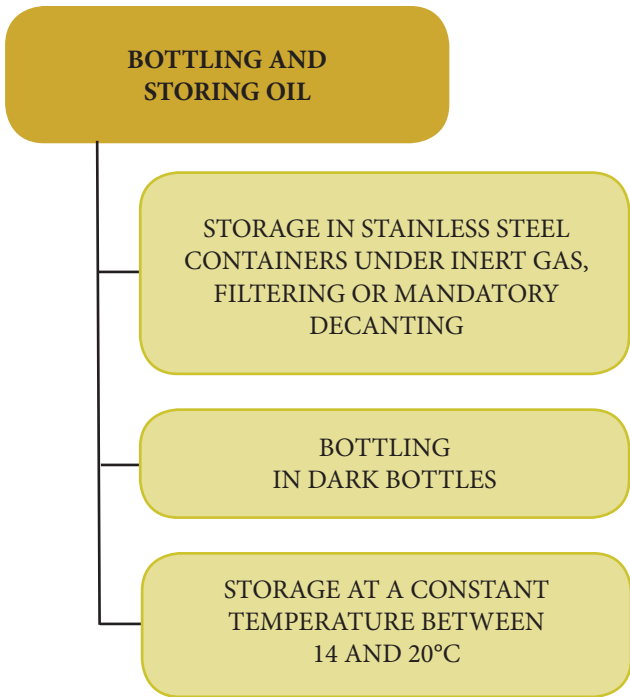 BOTTLING AND
STORING OIL
STORAGE IN STAINLESS STEEL
CONTAINERS UNDER INERT GAS,
FILTERING OR MANDATORY
DECANTING
BOTTLING
IN DARK BOTTLES
STORAGE AT A CONSTANT
TEMPERATURE BETWEEN
14 AND 20°C